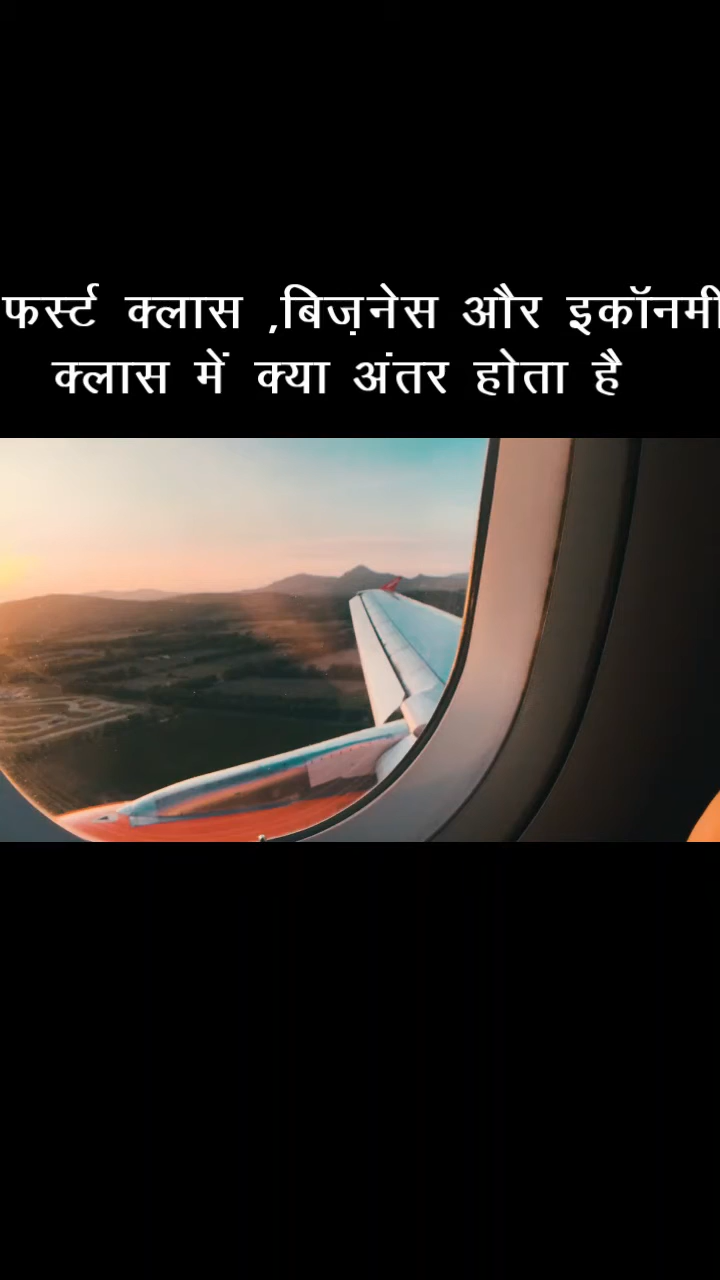 फर्स्ट क्लास ,बिज़नेस और इकॉनमी
क्लास में क्या अंतर होता है